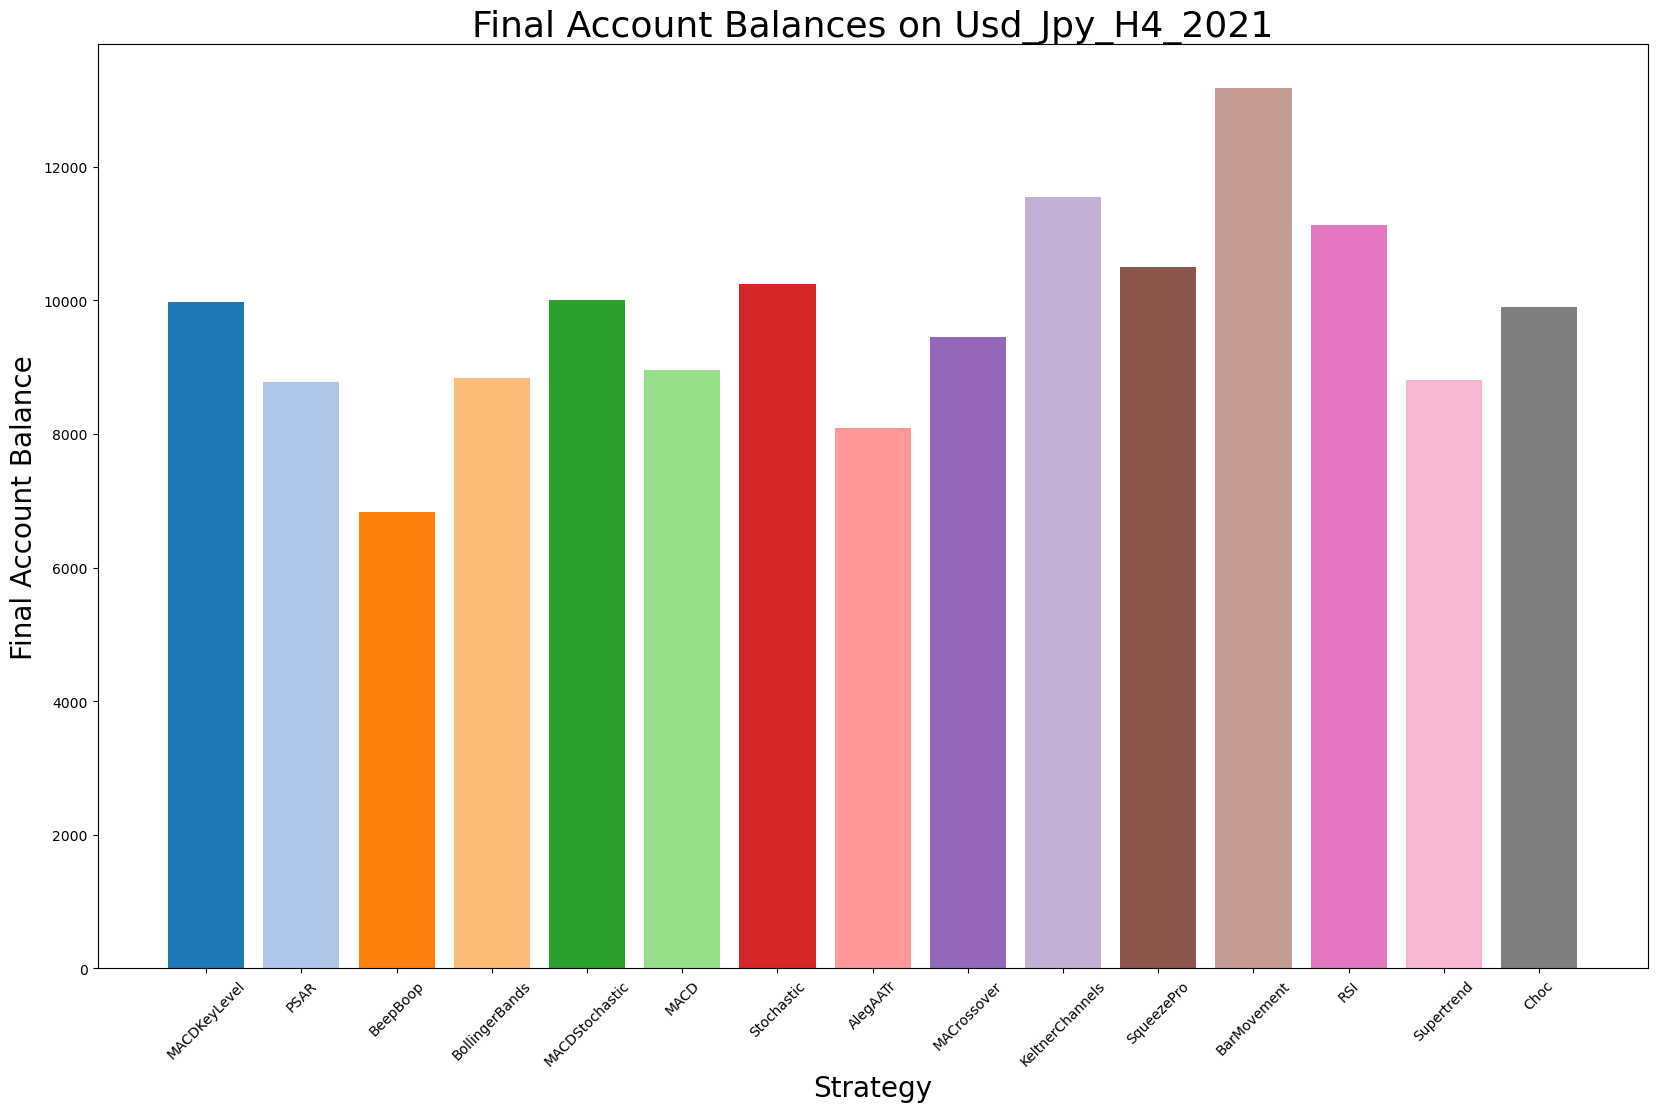 Final Account Balances on Usd_Jpy_H4_2021
Final Account Balance
12000
10000
8000
6000
4000
2000
0
MACDKeyLevel
PSAR
BeepBoop
BollingerBands
MACDStochastic
MACD
Stochastic
AlegAATr
MACrossover
KeltnerChannels
SqueezePro
BarMovement
RSI
Supertrend
Choc
Strategy